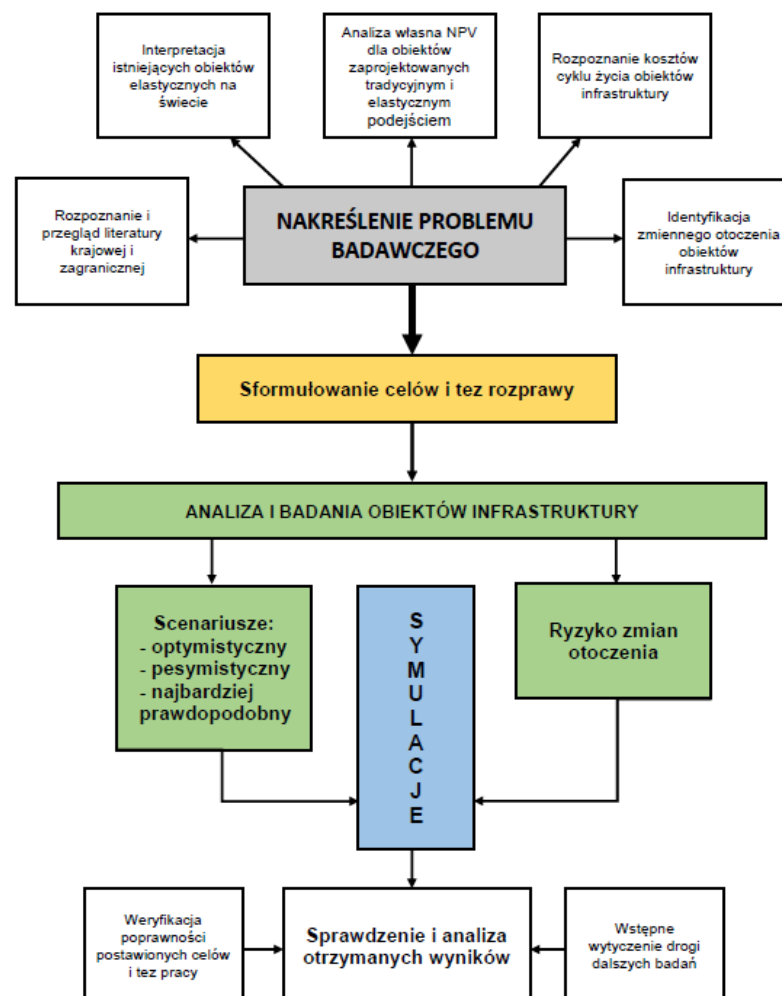 Interpretacja
istniejących obiektów
elastycznych na
świecie
Analiza własna NPV
dla obiektów
zaprojektowanych
tradycyjnym i
elastycznym
podejściem
Rozpoznanie kosztów
cyklu życia obiektów
infrastruktury
Rozpoznanie i
przegląd literatury
krajowej i
zagranicznej
NAKREŚLENIE PROBLEMU
BADAWCZEGO
Identyfikacja
zmiennego otoczenia
obiektów
infrastruktury
Sformułowanie celów i tez rozprawy
ANALIZA I BADANIA OBIEKTÓW INFRASTRUKTURY
Scenariusze:
- optymistyczny
- pesymistyczny
- najbardziej
prawdopodobny
S
Y
M
U
L
A
C
J
E
Ryzyko zmian
otoczenia
Weryfikacja
poprawności
postawionych celów
i tez pracy
Sprawdzenie i analiza
otrzymanych wyników
Wstępne
wytyczenie drogi
dalszych badań